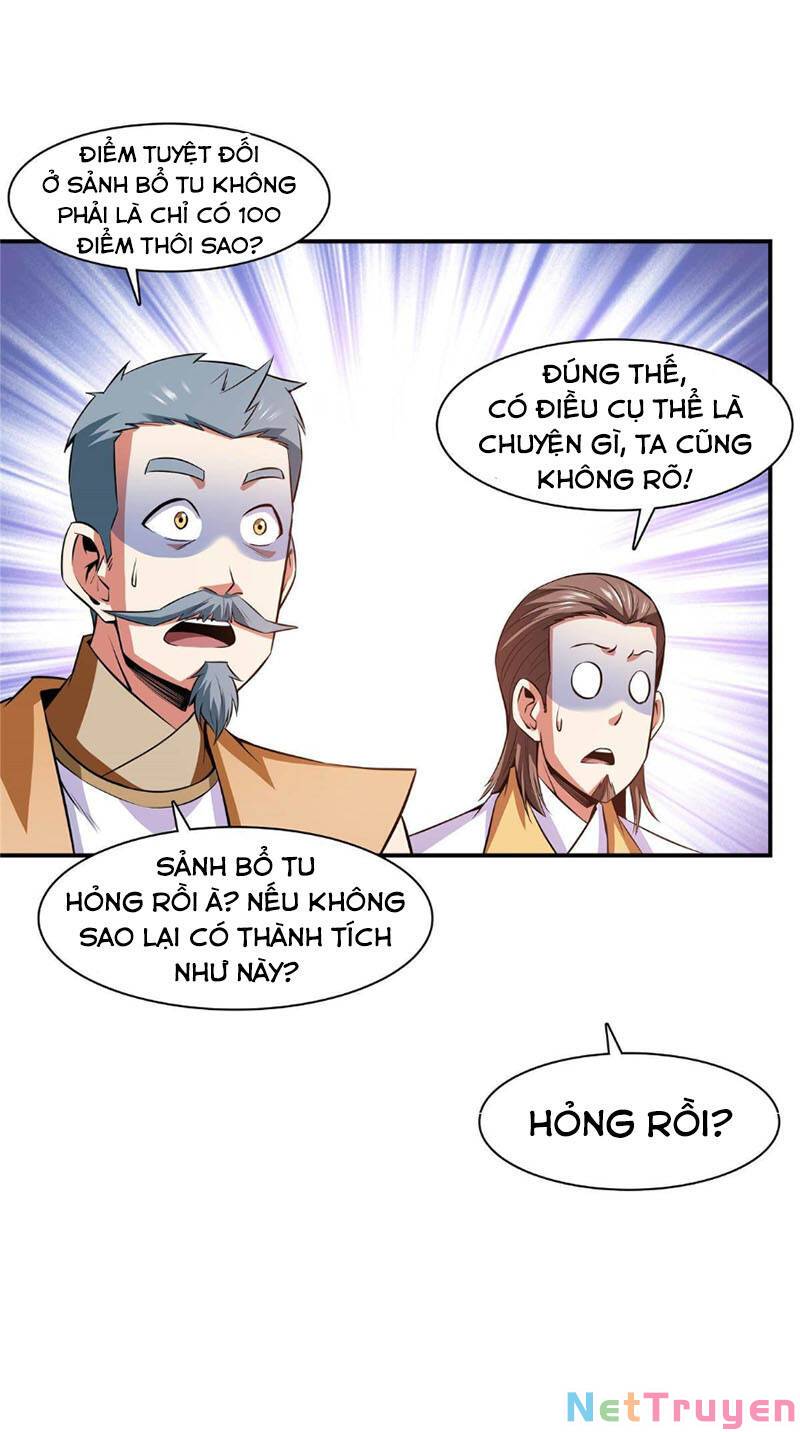 ĐIỂM TUYỆT ĐỐI
Ở SẢNH BỔ TU KHÔNG
PHẢI LÀ CHỈ CÓ 100
ĐIỂM THÔI SAO?
ĐÚNG THẾ,
CÓ ĐIỀU CỤ THỂ LÀ
CHUYỆN GÌ, TA CŨNG
KHÔNG RÕ!
SẢNH BỔ TU
HỎNG RỒI À? NẾU KHÔNG
SAO LẠI CÓ THÀNH TÍCH
NHƯ NÀY?
HỎNG RỒI?
NetTruyen